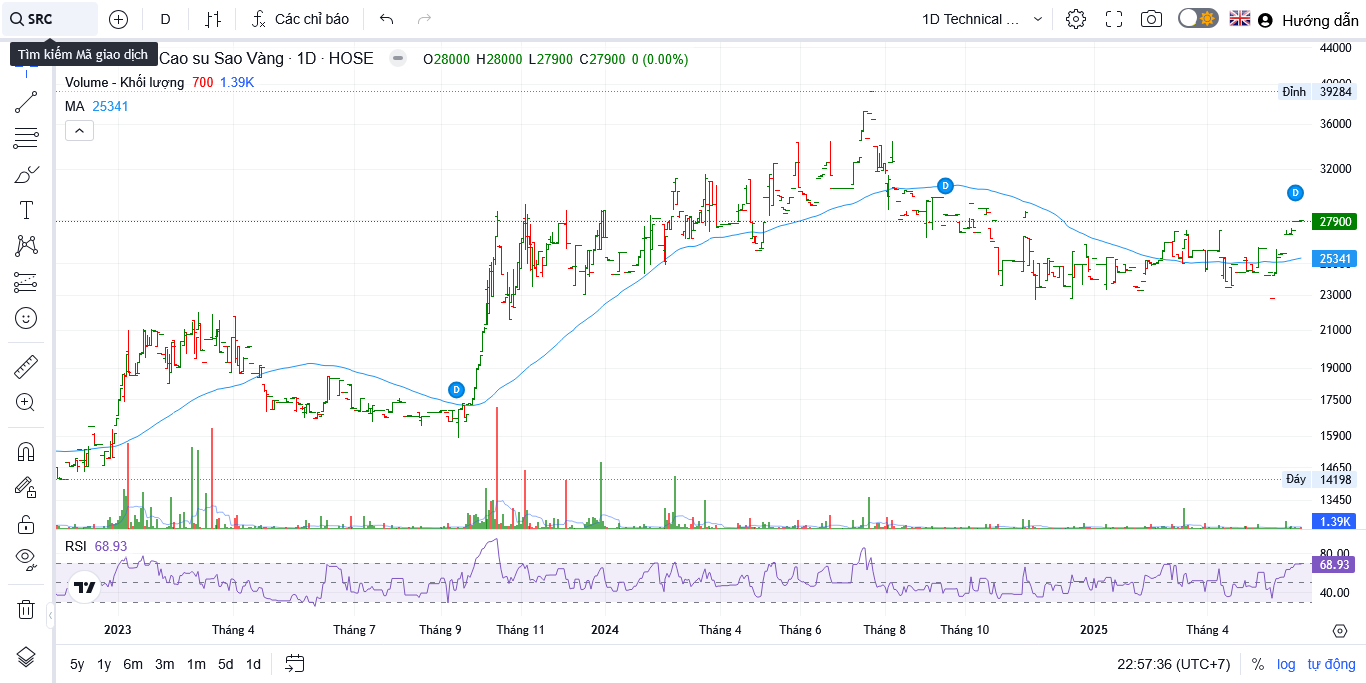 SRC
D
Các chỉ báo
1D Technical ...
Hướng dẫn
Tìm kiếm Mã giao dịch
Cao su Sao Vàng · 1D · HOSE
O28000 H28000 L27900 C27900 0 (0.00%)
Volume - Khối lượng 700 1.39K
MA 25341
44000
Đỉnh 39284
36000
32000
D
D
27900
25341
23000
21000
19000
D
17500
15900
14650
Đáy 14198
13450
1.39K
RSI 68.93
80.00
68.93
40.00
2023 Tháng 4 Tháng 7 Tháng 9 Tháng 11 2024 Tháng 4 Tháng 6 Tháng 8 Tháng 10 2025 Tháng 4
5y 1y 6m 3m 1m 5d 1d
22:57:36 (UTC+7) % log tự động